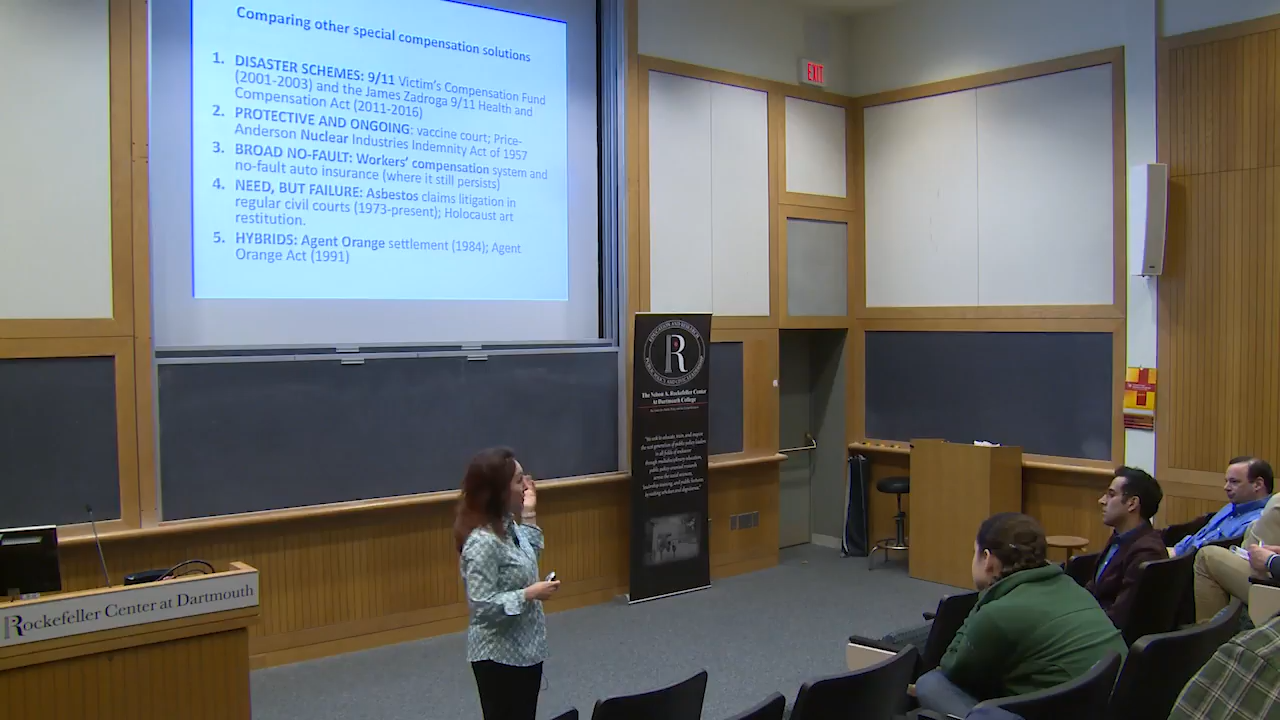 Comparing other special compensation solutions
1. DISASTER SCHEMES: 9/11 Victim's Compensation Fund
(2001-2003) and the James Zadroga 9/11 Health and
Compensation Act (2011-2016)
2. PROTECTIVE AND ONGOING: vaccine court; Price-
Anderson Nuclear Industries Indemnity Act of 1957
3. BROAD NO-FAULT: Workers' compensation system and
no-fault auto insurance (where it still persists)
4. NEED, BUT FAILURE: Asbestos claims litigation in
regular civil courts (1973-present); Holocaust art
restitution.
5. HYBRIDS: Agent Orange settlement (1984); Agent
Orange Act (1991)
EXIT
R
The Nelson A. Rockefeller Center
At Dartmouth College
Rockefeller Center at Dartmouth